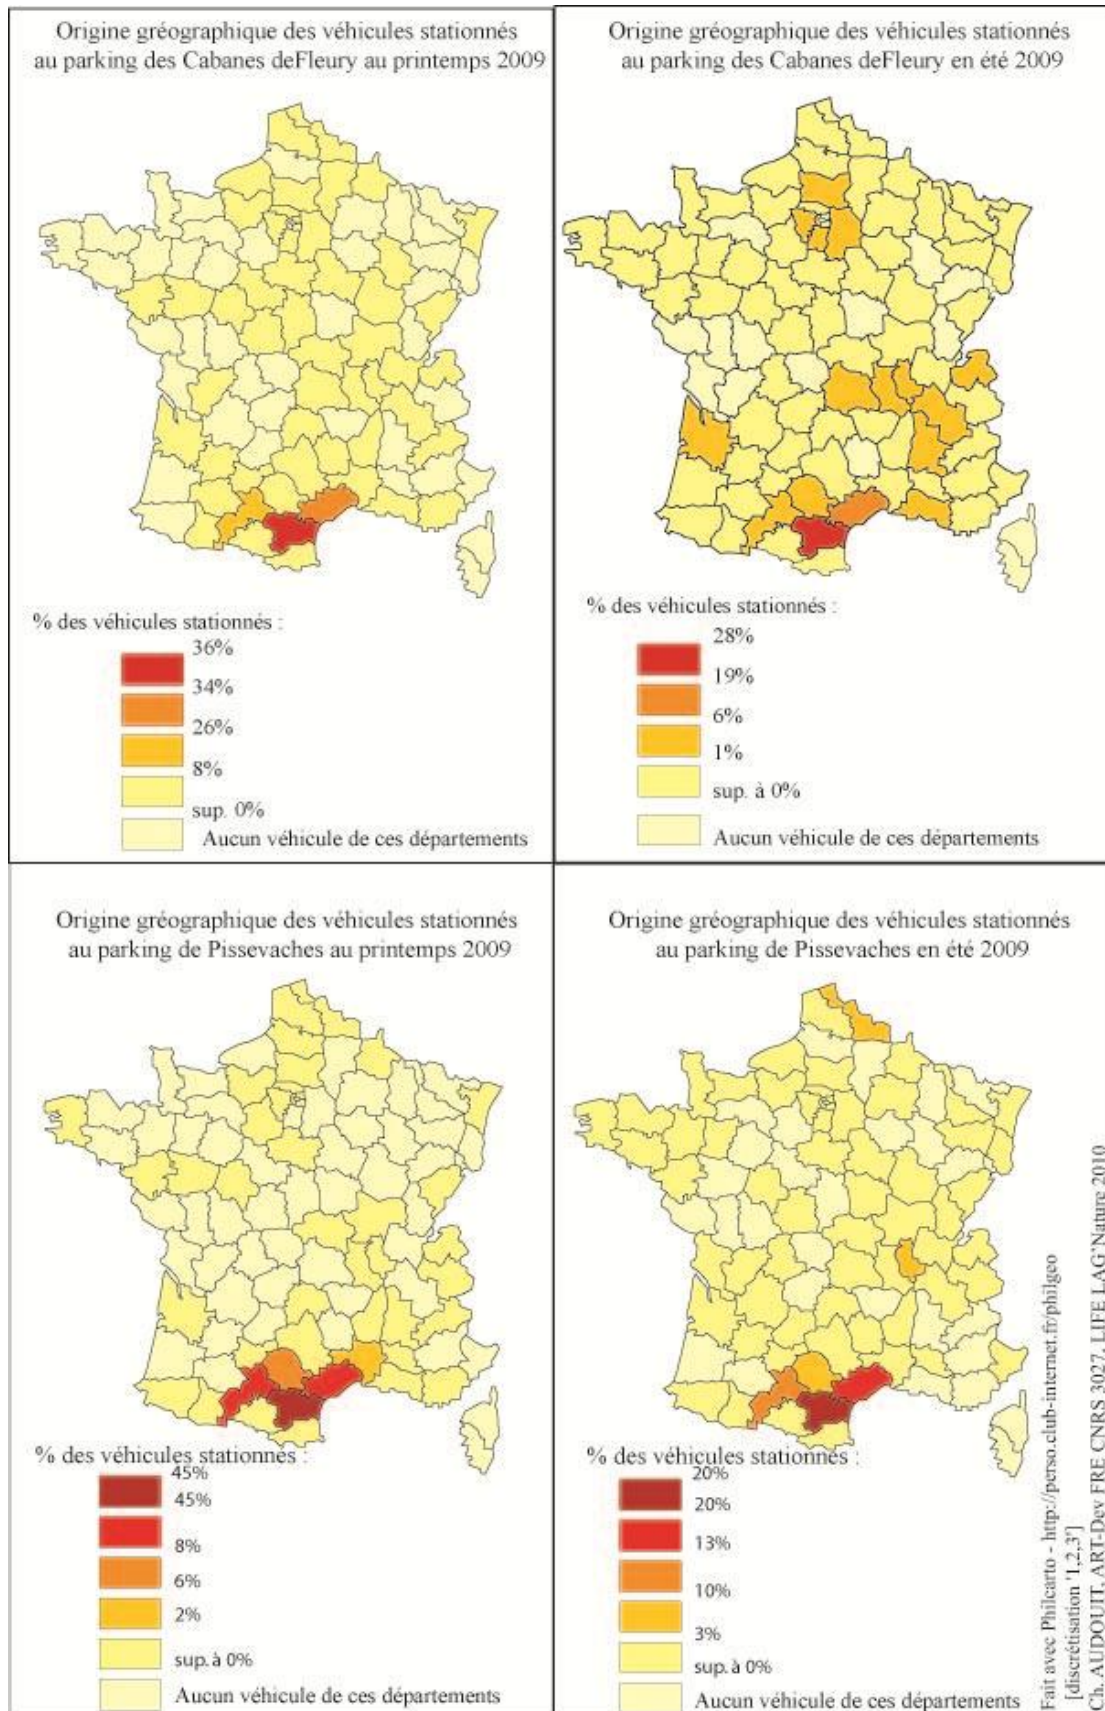 Origine gréographique des véhicules stationnés
au parking des Cabanes deFleury au printemps 2009
% des véhicules stationnés :
36%
34%
26%
8%
sup. 0%
Aucun véhicule de ces départements
Origine gréographique des véhicules stationnés
au parking des Cabanes deFleury en été 2009
% des véhicules stationnés :
28%
19%
6%
1%
sup. à 0%
Aucun véhicule de ces départements
Origine gréographique des véhicules stationnés
au parking de Pissevaches au printemps 2009
% des véhicules stationnés :
45%
45%
8%
6%
2%
sup. à 0%
Aucun véhicule de ces départements
Origine gréographique des véhicules stationnés
au parking de Pissevaches en été 2009
% des véhicules stationnés :
20%
20%
13%
10%
3%
sup. à 0%
Aucun véhicule de ces départements
Fait avec Philcarto - http://perso.club-internet.fr/philgeo
[discrétisation '1,2,3']
Ch. AUDOUIT, ART-Dev FRE CNRS 3027, LIFE LAG'Nature 2010